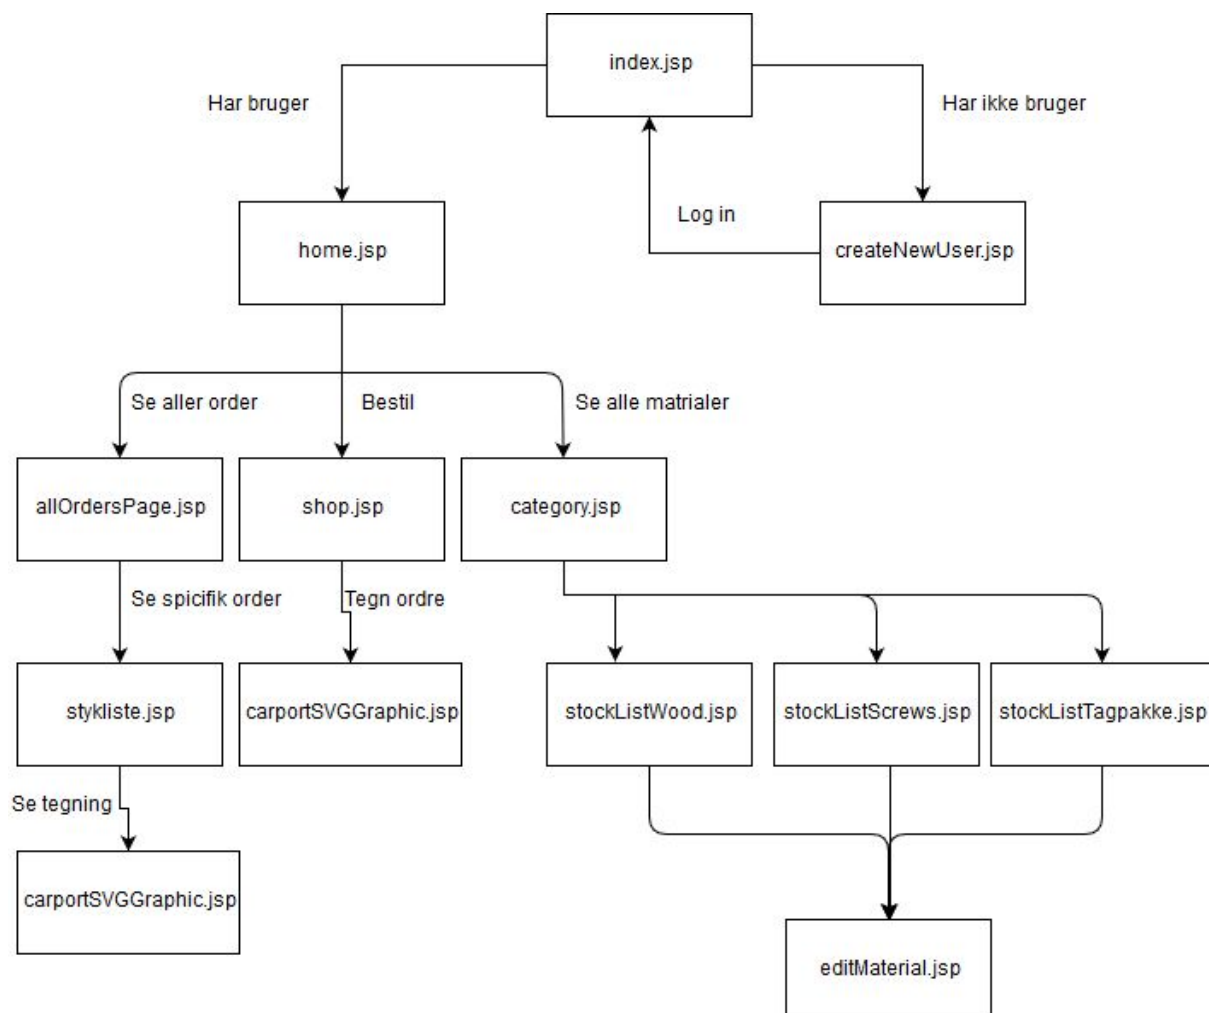 index.jsp
Har bruger
Har ikke bruger
Log in
home.jsp
createNewUser.jsp
Se aller order
Bestil
Se alle matrialer
allOrdersPage.jsp
shop.jsp
category.jsp
Se spicifik order
Tegn ordre
stykliste.jsp
carportSVGGraphic.jsp
stockListWood.jsp
stockListScrews.jsp
stockListTagpakke.jsp
Se tegning
carportSVGGraphic.jsp
editMaterial.jsp